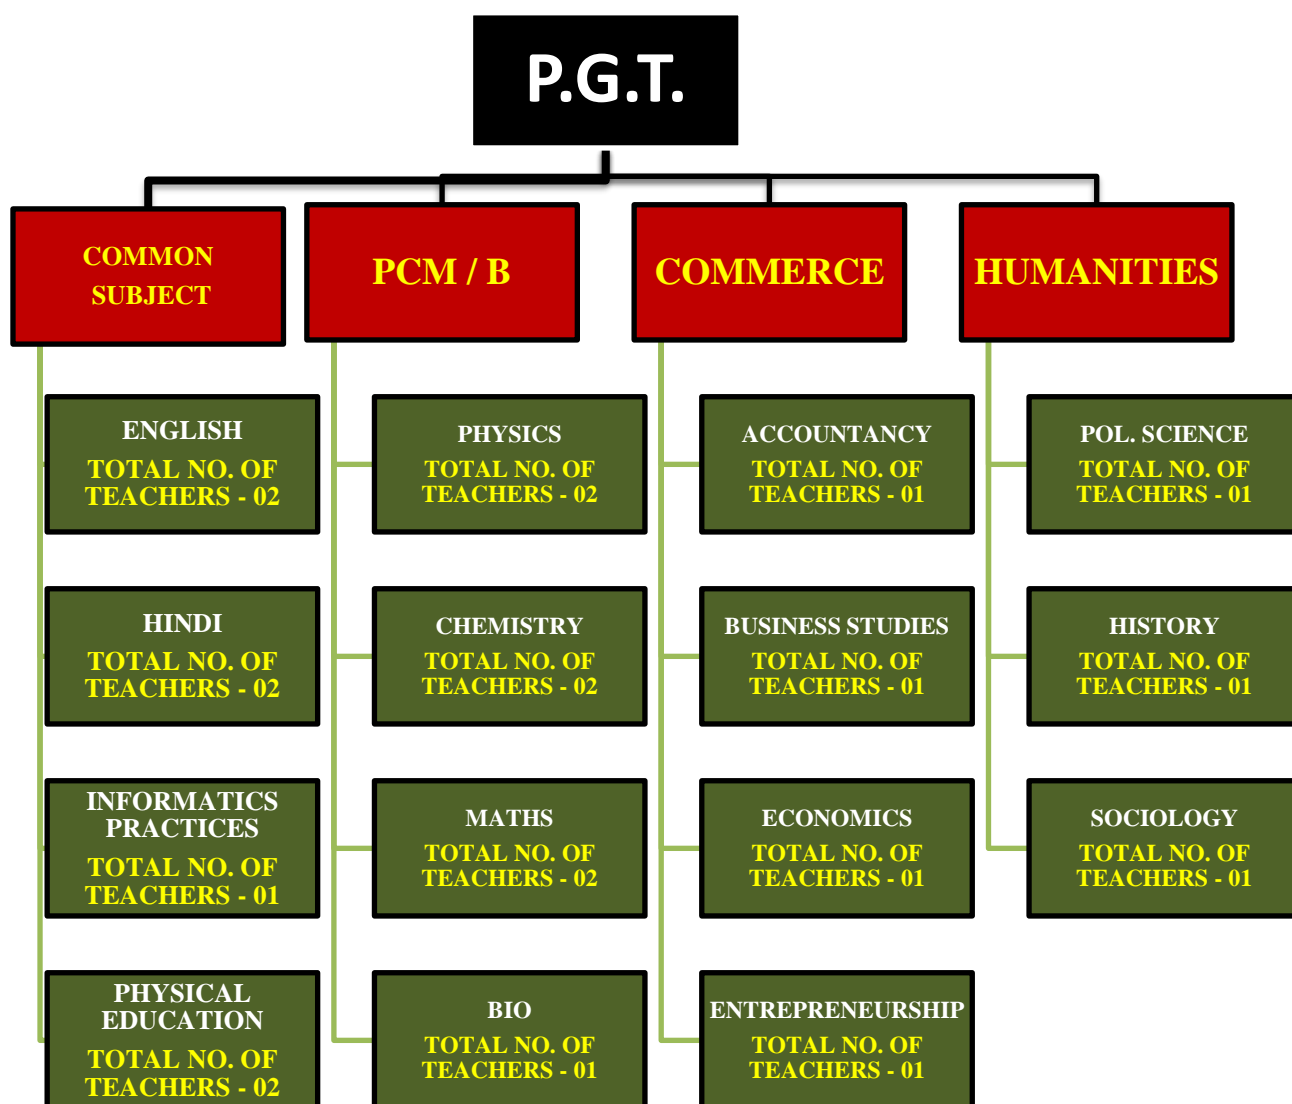 P.G.T.
COMMON
SUBJECT
PCM / B
COMMERCE
HUMANITIES
ENGLISH
TOTAL NO. OF
TEACHERS - 02
HINDI
TOTAL NO. OF
TEACHERS - 02
INFORMATICS
PRACTICES
TOTAL NO. OF
TEACHERS - 01
PHYSICAL
EDUCATION
TOTAL NO. OF
TEACHERS - 02
PHYSICS
TOTAL NO. OF
TEACHERS - 02
CHEMISTRY
TOTAL NO. OF
TEACHERS - 02
MATHS
TOTAL NO. OF
TEACHERS - 02
BIO
TOTAL NO. OF
TEACHERS - 01
ACCOUNTANCY
TOTAL NO. OF
TEACHERS - 01
BUSINESS STUDIES
TOTAL NO. OF
TEACHERS - 01
ECONOMICS
TOTAL NO. OF
TEACHERS - 01
ENTREPRENEURSHIP
TOTAL NO. OF
TEACHERS - 01
POL. SCIENCE
TOTAL NO. OF
TEACHERS - 01
HISTORY
TOTAL NO. OF
TEACHERS - 01
SOCIOLOGY
TOTAL NO. OF
TEACHERS - 01